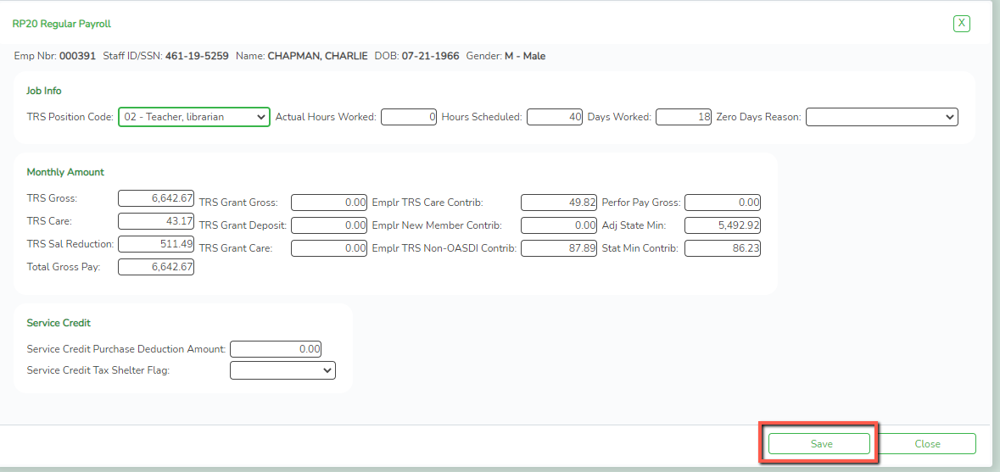 RP20 Regular Payroll
X
Emp Nbr: 000391 Staff ID/SSN: 461-19-5259 Name: CHAPMAN, CHARLIE DOB: 07-21-1966 Gender: M - Male
Job Info
TRS Position Code: 02 - Teacher, librarian Actual Hours Worked: 0 Hours Scheduled: 40 Days Worked: 18 Zero Days Reason:
Monthly Amount
TRS Gross: 6,642.67 TRS Grant Gross: 0.00 Emplr TRS Care Contrib: 49.82 Perfor Pay Gross: 0.00
TRS Care: 43.17 TRS Grant Deposit: 0.00 Emplr New Member Contrib: 0.00 Adj State Min: 5,492.92
TRS Sal Reduction: 511.49 TRS Grant Care: 0.00 Emplr TRS Non-OASDI Contrib: 87.89 Stat Min Contrib: 86.23
Total Gross Pay: 6,642.67
Service Credit
Service Credit Purchase Deduction Amount: 0.00
Service Credit Tax Shelter Flag:
Save Close